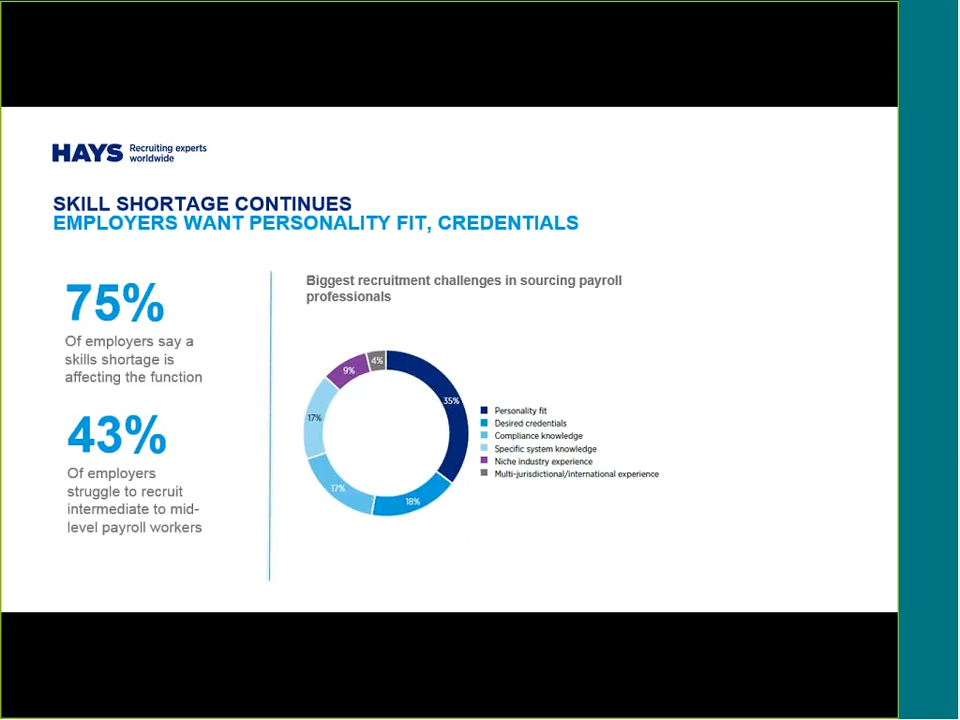 HAYS Recruiting experts
worldwide
SKILL SHORTAGE CONTINUES
EMPLOYERS WANT PERSONALITY FIT, CREDENTIALS
75%
Of employers say a
skills shortage is
affecting the function
43%
Of employers
struggle to recruit
intermediate to mid-
level payroll workers
Biggest recruitment challenges in sourcing payroll
professionals
4%
9%
35%
17%
17%
18%
Personality fit
Desired credentials
Compliance knowledge
Specific system knowledge
Niche industry experience
Multi-jurisdictional/international experience